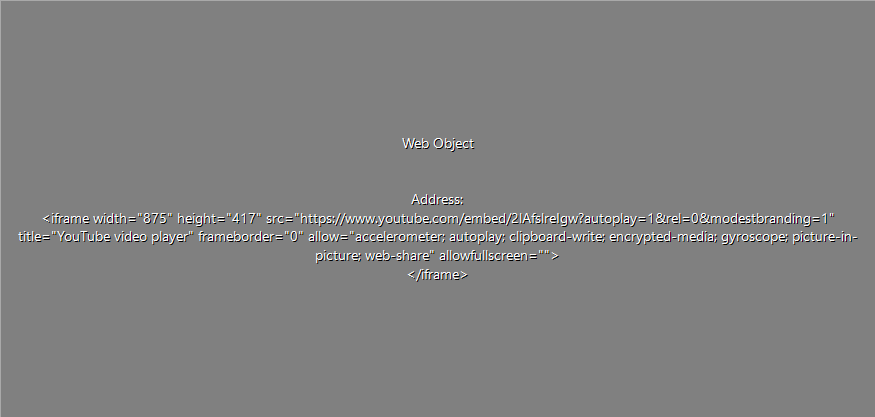 Web Object
Address:
<iframe width="875" height="417" src="https://www.youtube.com/embed/2IAfslreIgw?autoplay=1&rel=0&modestbranding=1"
title="YouTube video player" frameborder="0" allow="accelerometer; autoplay; clipboard-write; encrypted-media; gyroscope; picture-in-
picture; web-share" allowfullscreen="">
</iframe>